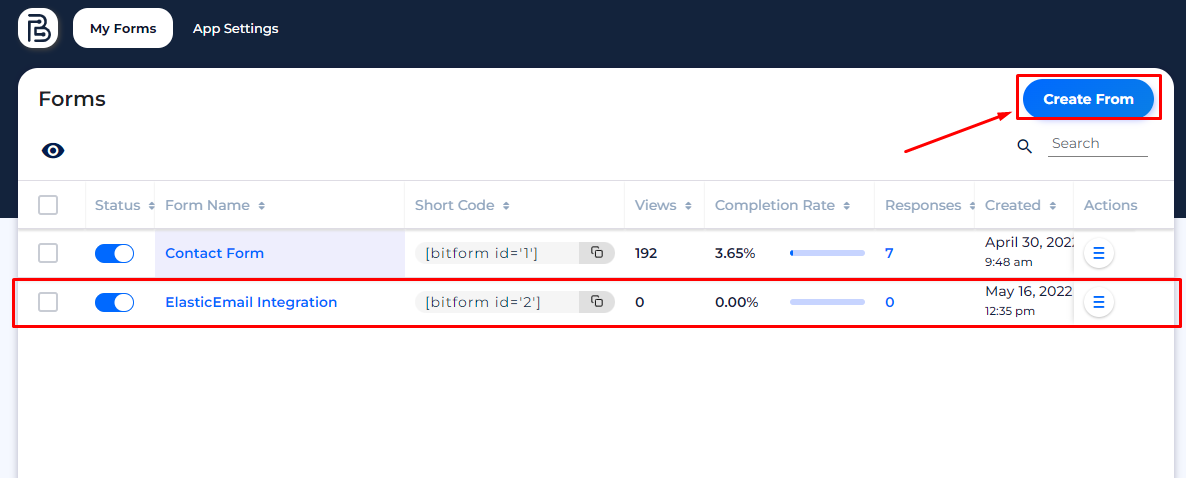 My Forms App Settings
Forms
Create From
Search
Status Form Name Short Code Views Completion Rate Responses Created Actions
Contact Form [bitform id='1'] 192 3.65% 7 April 30, 2022
9:48 am
ElasticEmail Integration [bitform id='2'] 0 0.00% 0 May 16, 2022
12:35 pm